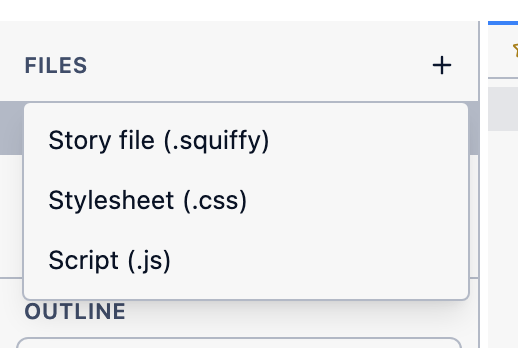 FILES
Story file (.squiffy)
Stylesheet (.css)
Script (.js)
OUTLINE